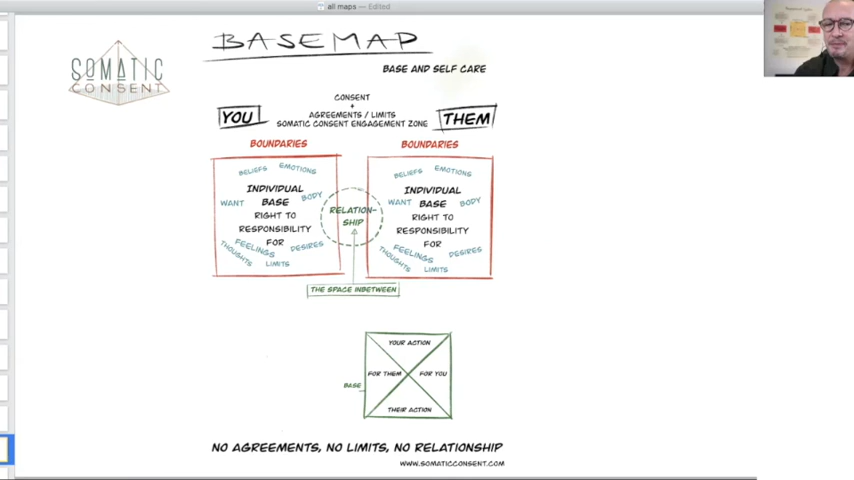 all maps — Edited
BASEMAP
SOMATIC
CONSENT
BASE AND SELF CARE
CONSENT
+
AGREEMENTS / LIMITS
SOMATIC CONSENT ENGAGEMENT ZONE
YOU
THEM
BOUNDARIES
BOUNDARIES
BELIEFS EMOTIONS
INDIVIDUAL
WANT BASE BODY
RIGHT TO
RESPONSIBILITY
FOR
THOUGHTS FEELINGS DESIRES
LIMITS
RELATION-
SHIP
BELIEFS EMOTIONS
INDIVIDUAL
WANT BASE BODY
RIGHT TO
RESPONSIBILITY
FOR
THOUGHTS FEELINGS DESIRES
LIMITS
THE SPACE INBETWEEN
YOUR ACTION
FOR THEM FOR YOU
BASE
THEIR ACTION
NO AGREEMENTS, NO LIMITS, NO RELATIONSHIP
WWW.SOMATICCONSENT.COM